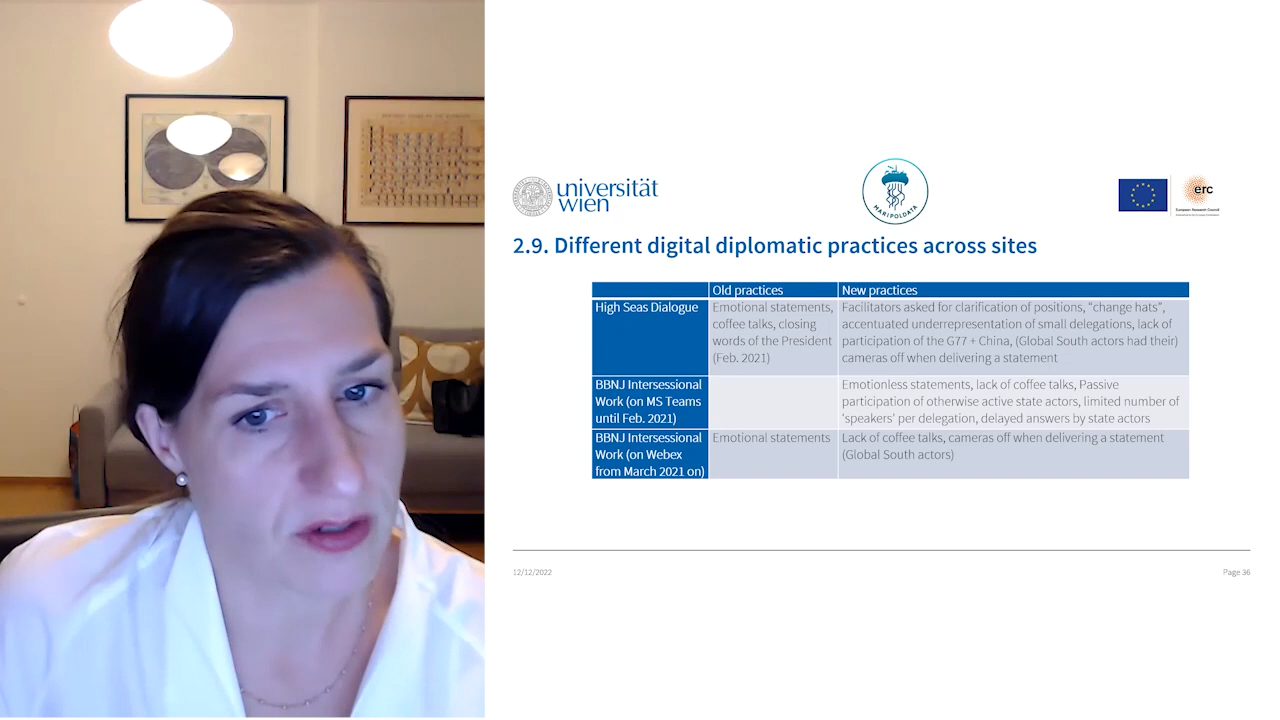 universität
wien
MARIPOLDATA
erc
European Research Council
2.9. Different digital diplomatic practices across sites
Old practices
New practices
High Seas Dialogue
Emotional statements,
coffee talks, closing
words of the President
(Feb. 2021)
Facilitators asked for clarification of positions, “change hats”,
accentuated underrepresentation of small delegations, lack of
participation of the G77 + China, (Global South actors had their)
cameras off when delivering a statement
BBNJ Intersessional
Work (on MS Teams
until Feb. 2021)
Emotionless statements, lack of coffee talks, Passive
participation of otherwise active state actors, limited number of
‘speakers’ per delegation, delayed answers by state actors
BBNJ Intersessional
Work (on Webex
from March 2021 on)
Emotional statements
Lack of coffee talks, cameras off when delivering a statement
(Global South actors)
12/12/2022
Page 36